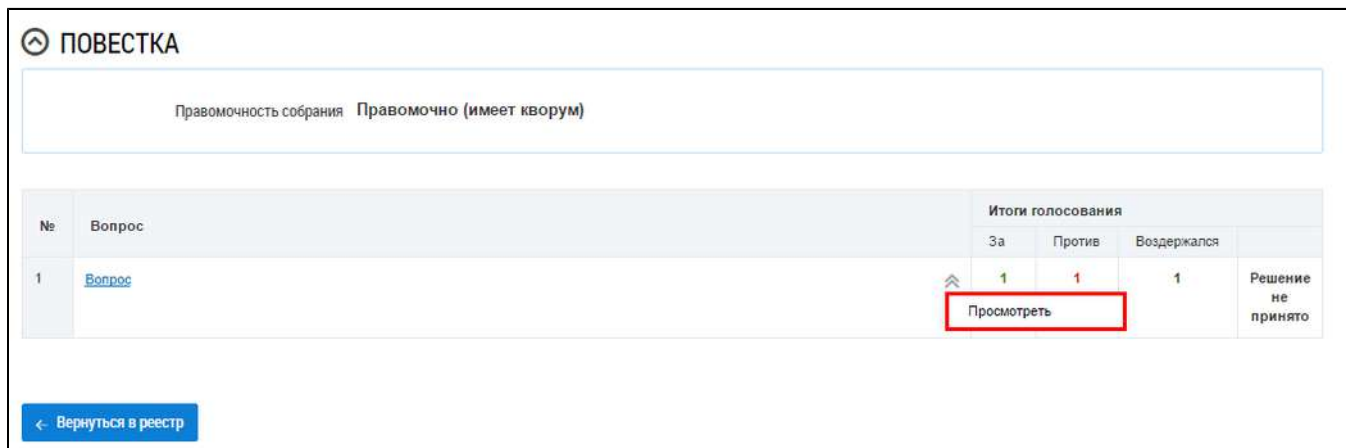 ПОВЕСТКА
Правомочность собрания Правомочно (имеет кворум)
№ Вопрос Итоги голосования
За Против Воздержался
1 Вопрос 1 1 1 Решение
не
принято
Просмотреть
← Вернуться в реестр